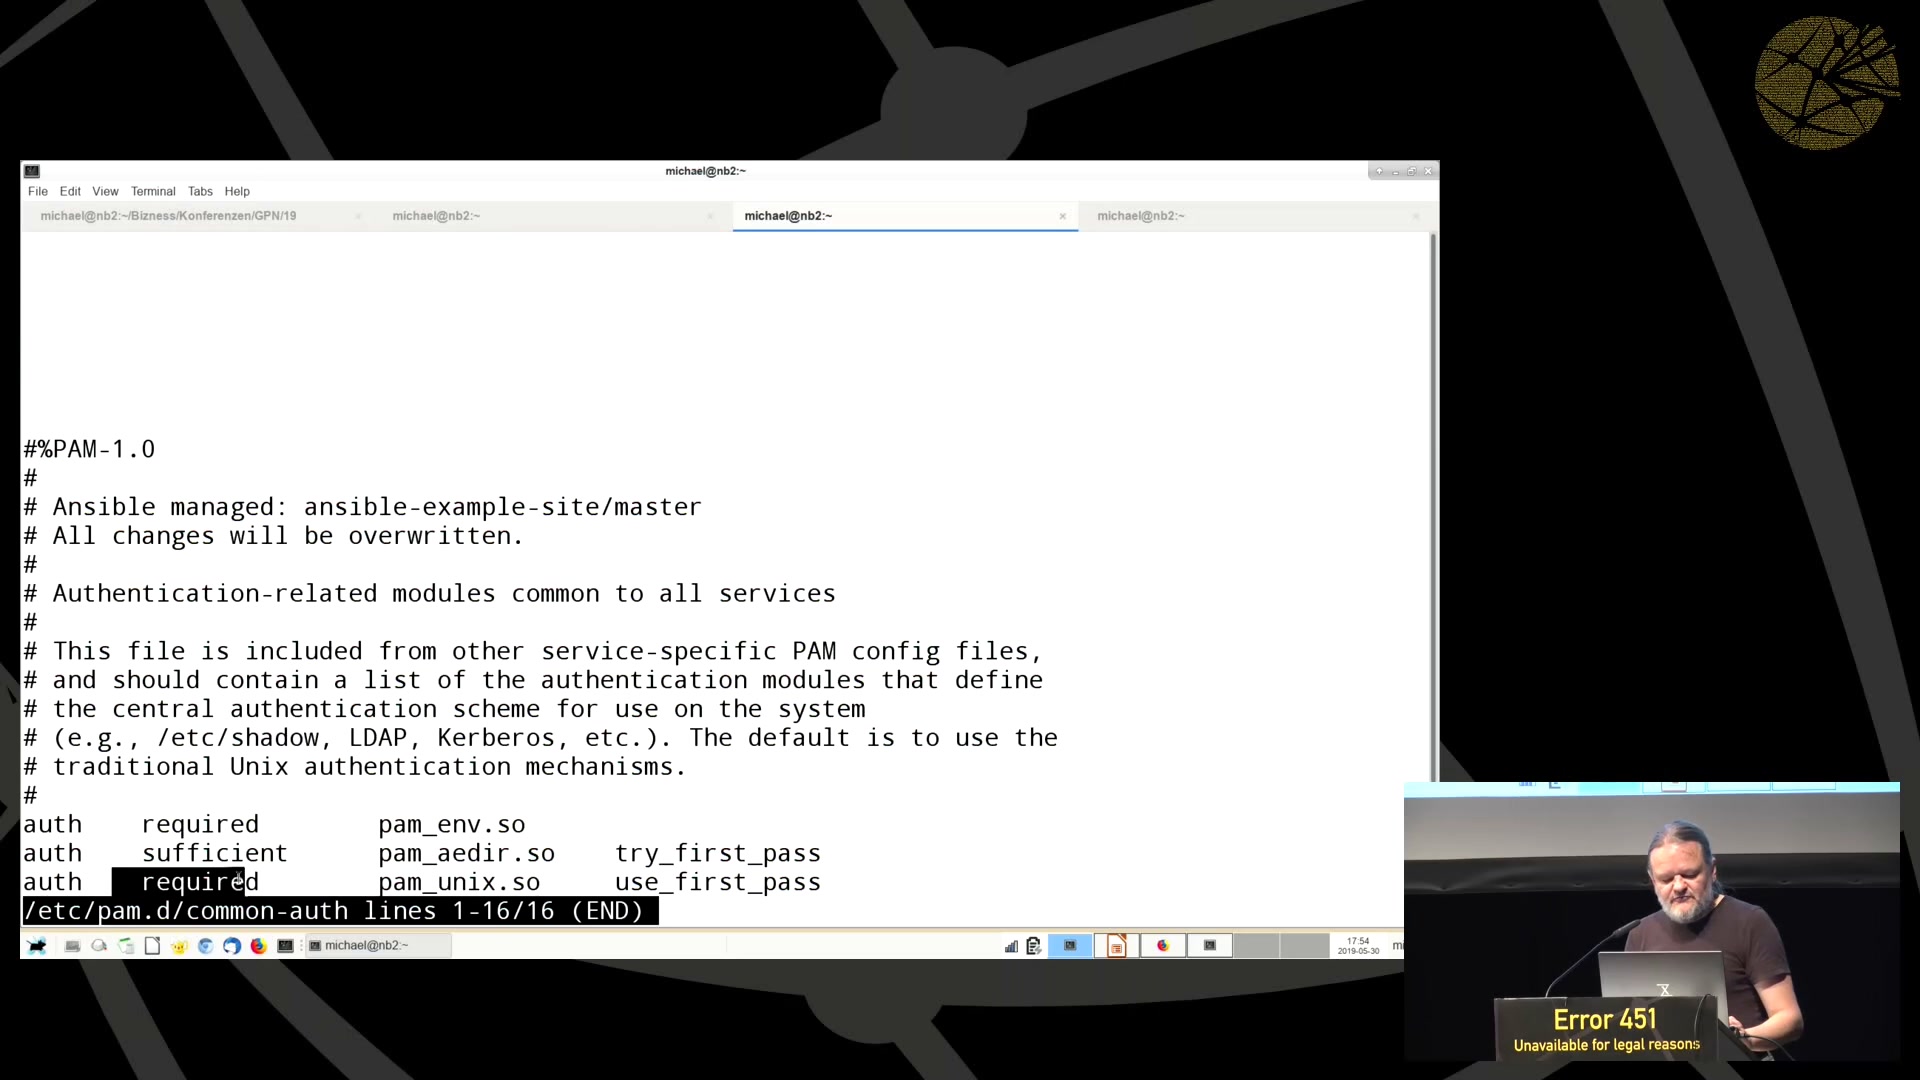 michael@nb2:~
File Edit View Terminal Tabs Help
michael@nb2:~/Bizness/Konferenzen/GPN/19
michael@nb2:~
michael@nb2:~
michael@nb2:~
#%PAM-1.0
#
# Ansible managed: ansible-example-site/master
# All changes will be overwritten.
#
# Authentication-related modules common to all services
#
# This file is included from other service-specific PAM config files,
# and should contain a list of the authentication modules that define
# the central authentication scheme for use on the system
# (e.g., /etc/shadow, LDAP, Kerberos, etc.). The default is to use the
# traditional Unix authentication mechanisms.
#
auth required pam_env.so
auth sufficient pam_aedir.so try_first_pass
auth required pam_unix.so use_first_pass
/etc/pam.d/common-auth lines 1-16/16 (END)
michael@nb2:~
17:54
2019-05-30
mi
Error 451
Unavailable for legal reasons